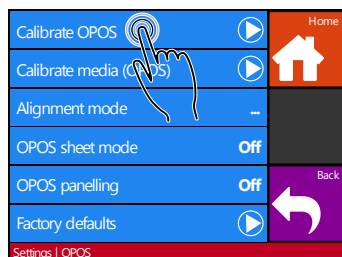 Calibrate OPOS
Home
Calibrate media (OPOS)
Alignment mode ...
OPOS sheet mode Off
OPOS panelling Off
Back
Factory defaults
Settings | OPOS